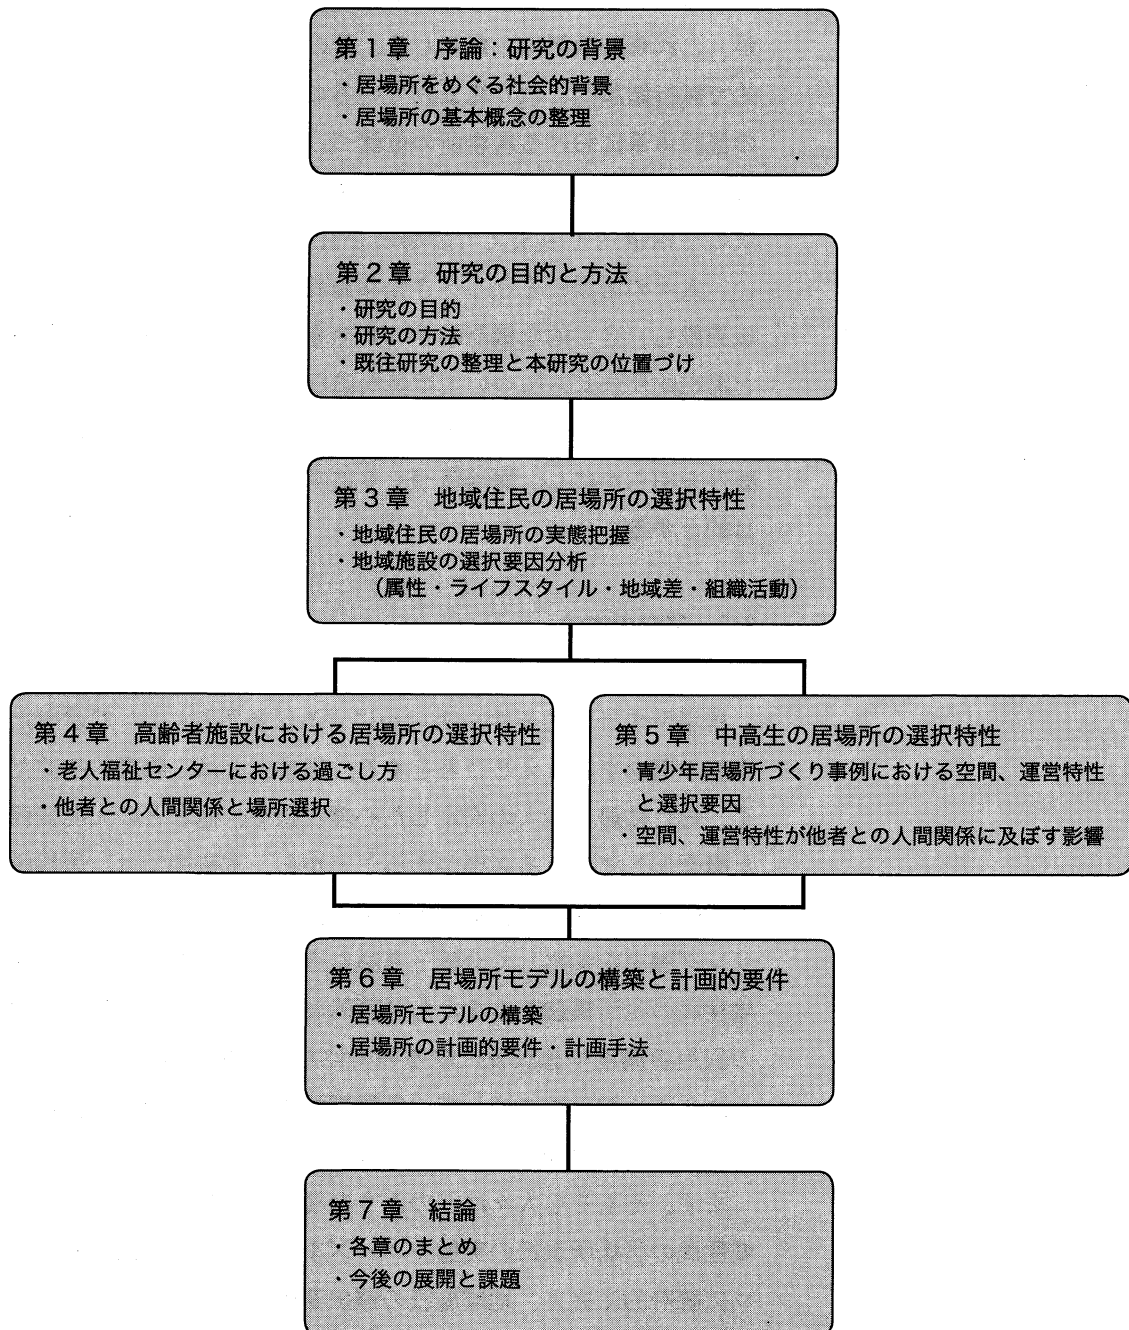 第1章　序論：研究の背景
・居場所をめぐる社会的背景
・居場所の基本概念の整理
第2章　研究の目的と方法
・研究の目的
・研究の方法
・既往研究の整理と本研究の位置づけ
第3章　地域住民の居場所の選択特性
・地域住民の居場所の実態把握
・地域施設の選択要因分析
（属性・ライフスタイル・地域差・組織活動）
第4章　高齢者施設における居場所の選択特性
・老人福祉センターにおける過ごし方
・他者との人間関係と場所選択
第5章　中高生の居場所の選択特性
・青少年居場所づくり事例における空間、運営特性
と選択要因
・空間、運営特性が他者との人間関係に及ぼす影響
第6章　居場所モデルの構築と計画的要件
・居場所モデルの構築
・居場所の計画的要件・計画手法
第7章　結論
・各章のまとめ
・今後の展開と課題